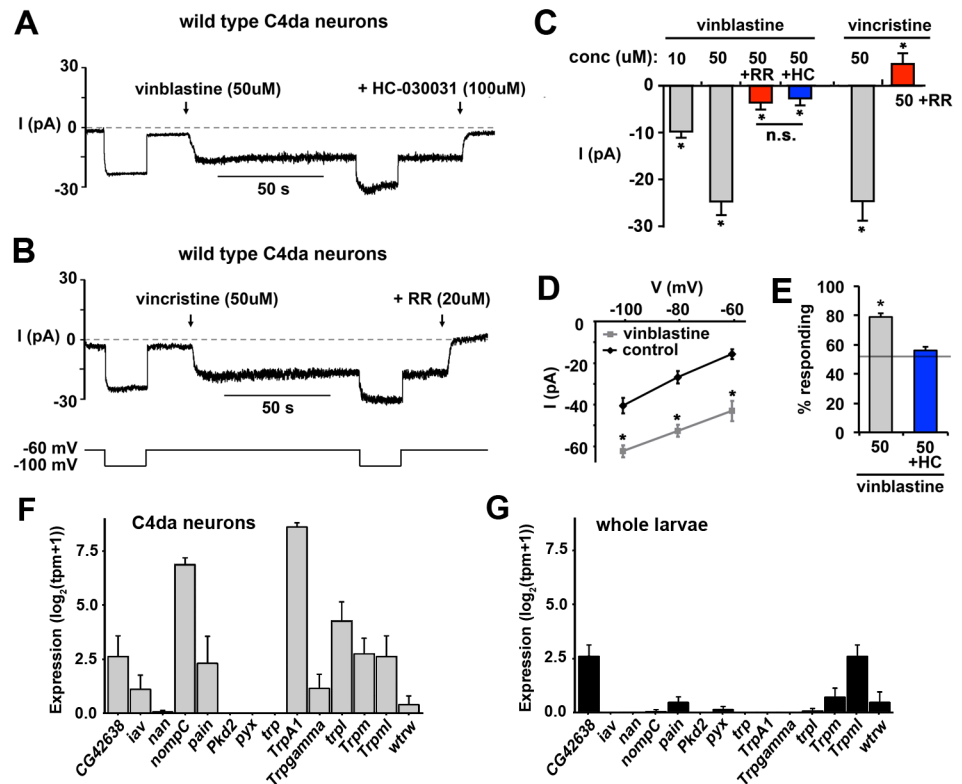 A
wild type C4da neurons
30
I (pA)
0
-30
vinblastine (50uM)
+ HC-030031 (100uM)
50 s
B
wild type C4da neurons
30
I (pA)
0
-30
vincristine (50uM)
+ RR (20uM)
50 s
-60 mV
-100 mV
C
vinblastine
vincristine
conc (uM):
10
50
50
+RR
50
+HC
50
50 +RR
0
-10
I (pA)
-20
-30
*
*
*
*
n.s.
*
*
D
V (mV)
-100
-80
-60
0
-20
I (pA)
-40
-60
vinblastine
control
*
*
*
E
100
80
60
40
20
0
% responding
*
50
50
+HC
vinblastine
F
C4da neurons
Expression (log2(tpm+1))
7.5
5.0
2.5
0.0
CG42638
iav
nan
nompC
pain
Pkd2
pyx
trp
TrpA1
Trpgamma
trpl
Trpm
Trpml
wtrw
G
whole larvae
Expression (log2(tpm+1))
7.5
5.0
2.5
0.0
CG42638
iav
nan
nompC
pain
Pkd2
pyx
trp
TrpA1
Trpgamma
trpl
Trpm
Trpml
wtrw